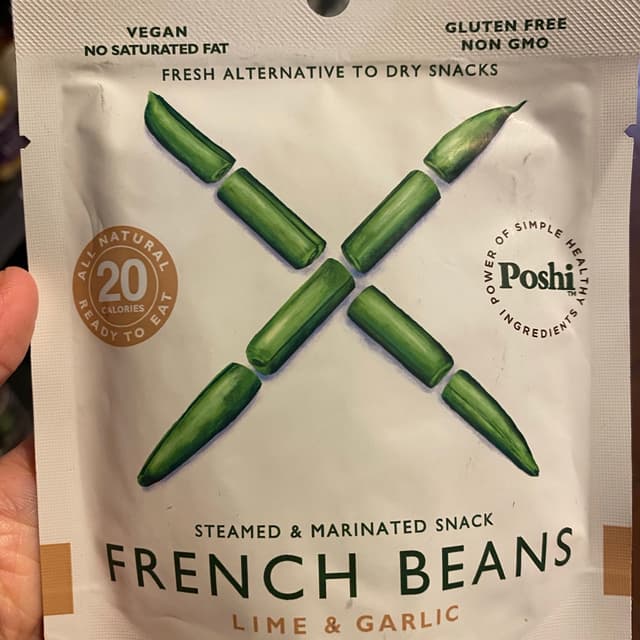 VEGAN
NO SATURATED FAT
GLUTEN FREE
NON GMO
FRESH ALTERNATIVE TO DRY SNACKS
ALL NATURAL
20
CALORIES
READY TO EAT
POWER OF SIMPLE HEALTHY
Poshi™
INGREDIENTS
STEAMED & MARINATED SNACK
FRENCH BEANS
LIME & GARLIC